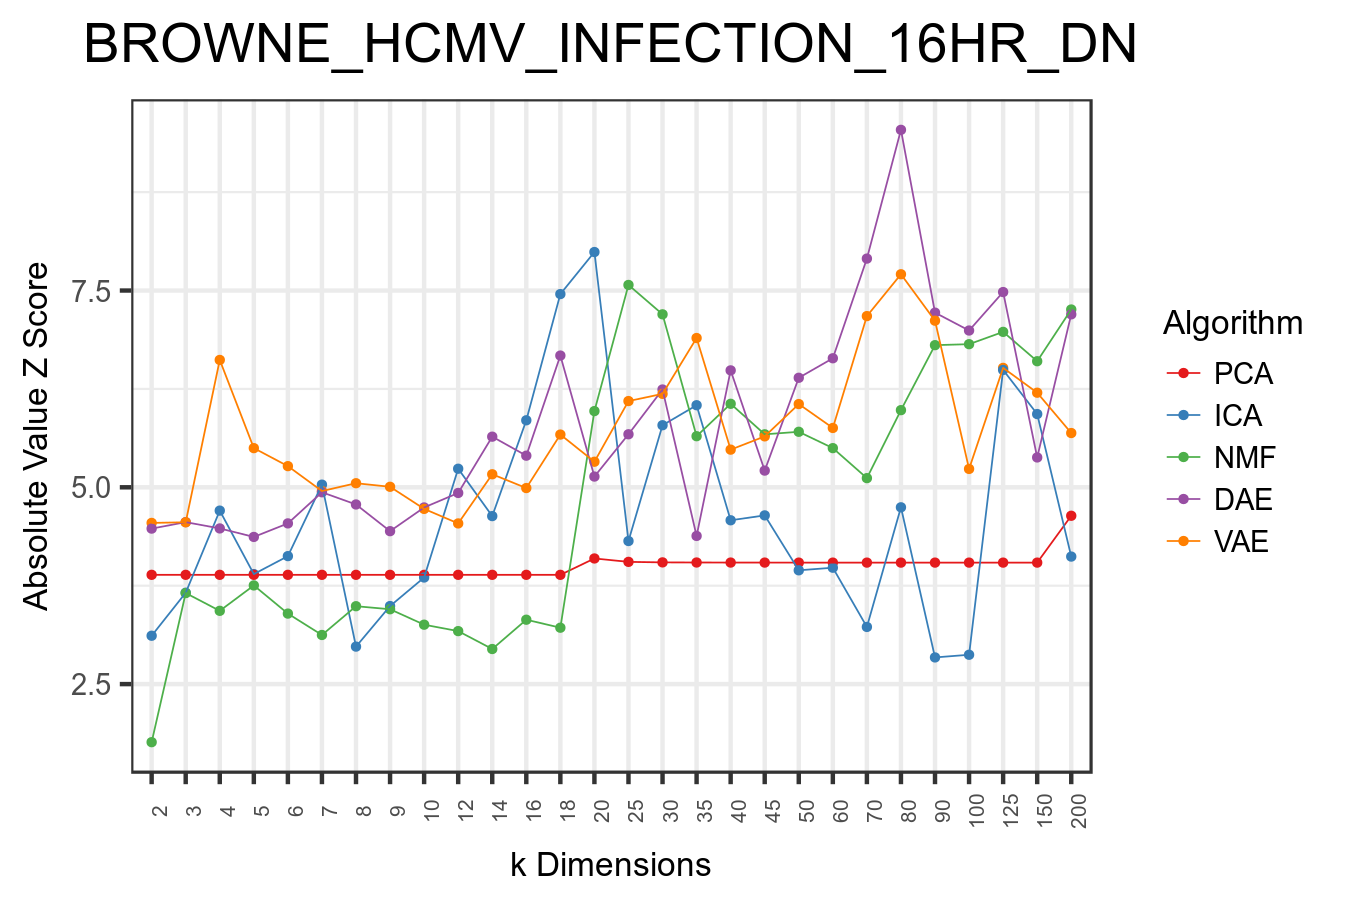 BROWNE_HCMV_INFECTION_16HR_DN
Absolute Value Z Score
7.5
5.0
2.5
2 3 4 5 6 7 8 9 10 12 14 16 18 20 25 30 35 40 45 50 60 70 80 90 100 125 150 200
k Dimensions
Algorithm
PCA
ICA
NMF
DAE
VAE